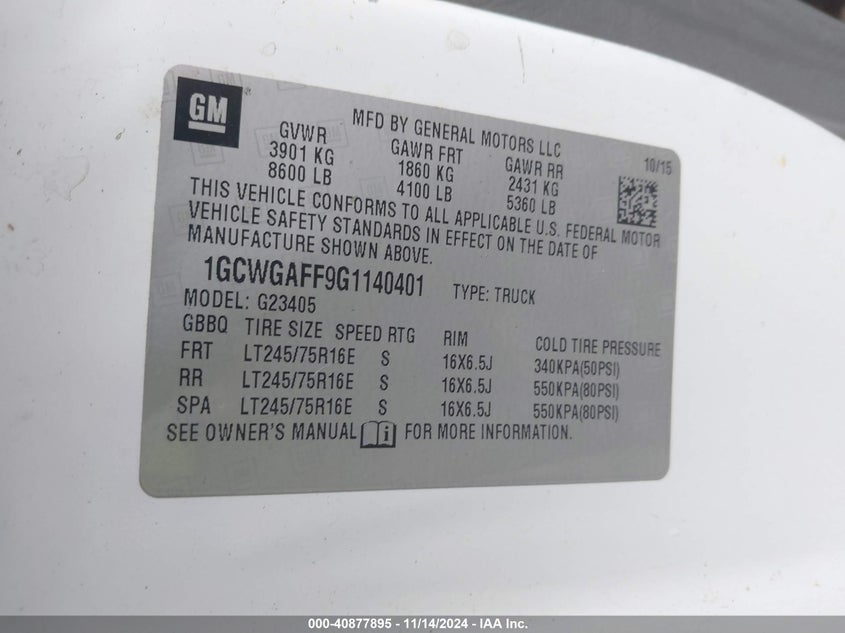 GM
MFD BY GENERAL MOTORS LLC
10/15
GVWR GAWR FRT GAWR RR
3901 KG 1860 KG 2431 KG
8600 LB 4100 LB 5360 LB
THIS VEHICLE CONFORMS TO ALL APPLICABLE U.S. FEDERAL MOTOR
VEHICLE SAFETY STANDARDS IN EFFECT ON THE DATE OF
MANUFACTURE SHOWN ABOVE.
1GCWGAFF9G1140401 TYPE: TRUCK
MODEL: G23405
GBBQ TIRE SIZE SPEED RTG RIM COLD TIRE PRESSURE
FRT LT245/75R16E S 16X6.5J 340KPA(50PSI)
RR LT245/75R16E S 16X6.5J 550KPA(80PSI)
SPA LT245/75R16E S 16X6.5J 550KPA(80PSI)
SEE OWNER'S MANUAL i FOR MORE INFORMATION.
000-40877895 - 11/14/2024 - IAA Inc.